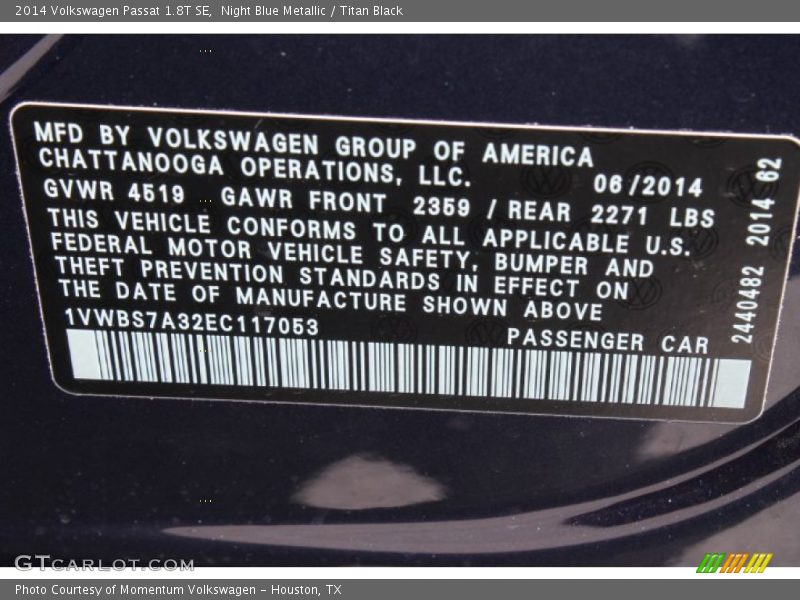 2014 Volkswagen Passat 1.8T SE,  Night Blue Metallic / Titan Black
MFD BY VOLKSWAGEN GROUP OF AMERICA
CHATTANOOGA OPERATIONS, LLC.
06/2014
GVWR 4519 GAWR FRONT 2359 / REAR 2271 LBS
THIS VEHICLE CONFORMS TO ALL APPLICABLE U.S.
FEDERAL MOTOR VEHICLE SAFETY, BUMPER AND
THEFT PREVENTION STANDARDS IN EFFECT ON
THE DATE OF MANUFACTURE SHOWN ABOVE
1VWBS7A32EC117053
PASSENGER CAR
2440482 2014 62
GTCARLOT.COM
Photo Courtesy of Momentum Volkswagen - Houston, TX